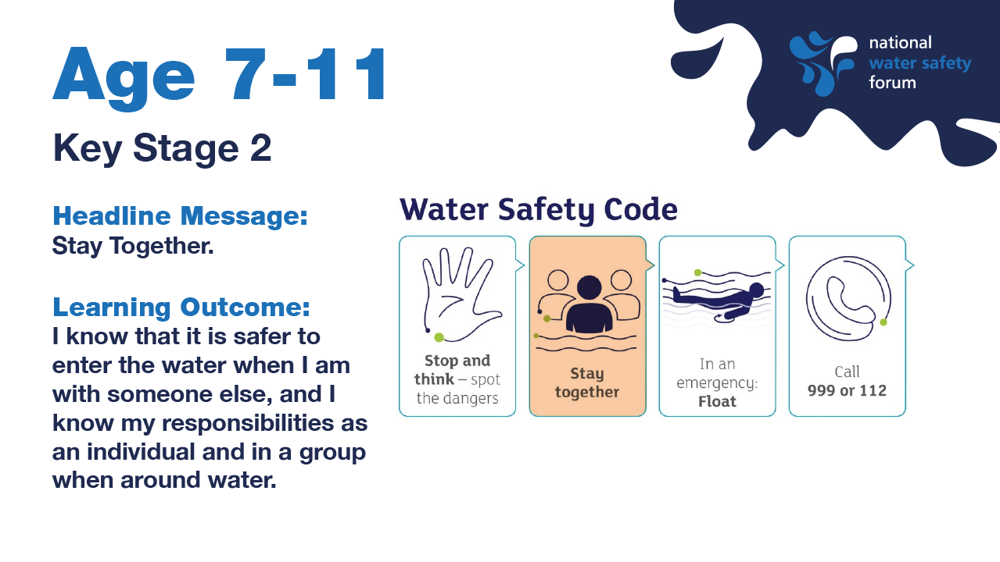 Age 7-11
Key Stage 2
national
water safety
forum
Headline Message:
Stay Together.
Learning Outcome:
I know that it is safer to
enter the water when I am
with someone else, and I
know my responsibilities as
an individual and in a group
when around water.
Water Safety Code
Stop and
think – spot
the dangers
Stay
together
In an
emergency:
Float
Call
999 or 112